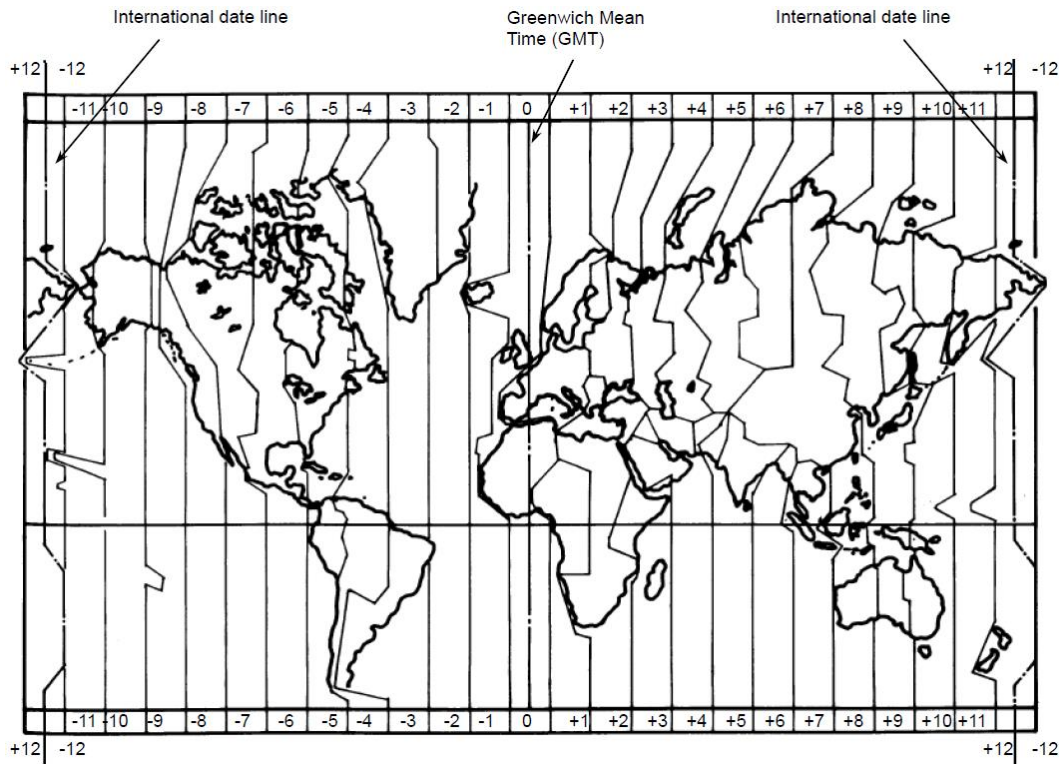 International date line
Greenwich Mean
Time (GMT)
International date line
+12 -12
+12 -12
-11 -10 -9 -8 -7 -6 -5 -4 -3 -2 -1 0 +1 +2 +3 +4 +5 +6 +7 +8 +9 +10 +11
-11 -10 -9 -8 -7 -6 -5 -4 -3 -2 -1 0 +1 +2 +3 +4 +5 +6 +7 +8 +9 +10 +11
+12 -12
+12 -12